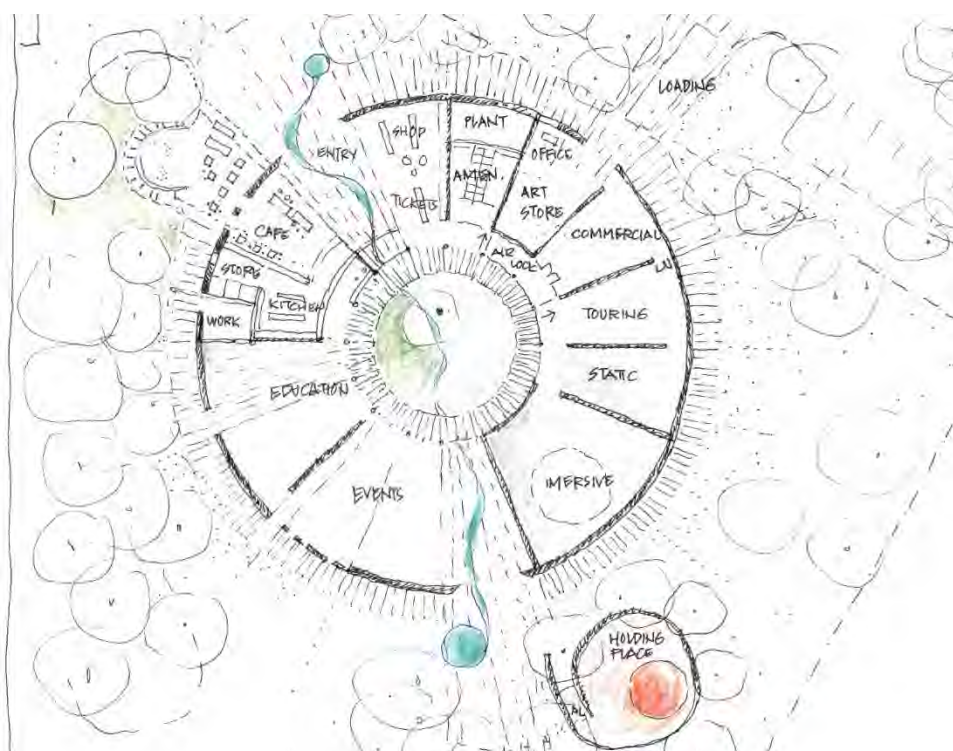 LOADING
SHOP
PLANT
OFFICE
ENTRY
TICKETS
ART
STORE
CAFE
COMMERCIAL
AIR
LOCK
STORE
KITCHEN
WORK
TOURING
STATIC
EDUCATION
IMERSIVE
EVENTS
HOLDING
PLACE
AL